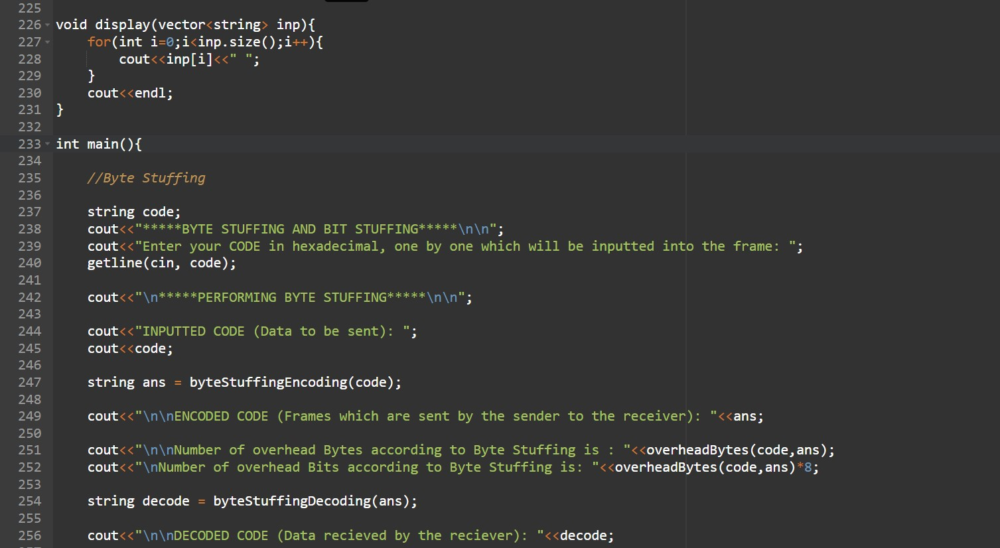 225
226 void display(vector<string> inp){
227 for(int i=0;i<inp.size();i++){
228 cout<<inp[i]<<" ";
229 }
230 cout<<endl;
231 }
232
233 int main(){
234
235 //Byte Stuffing
236
237 string code;
238 cout<<"*****BYTE STUFFING AND BIT STUFFING*****\n\n";
239 cout<<"Enter your CODE in hexadecimal, one by one which will be inputted into the frame: ";
240 getline(cin, code);
241
242 cout<<"\n*****PERFORMING BYTE STUFFING*****\n\n";
243
244 cout<<"INPUTTED CODE (Data to be sent): ";
245 cout<<code;
246
247 string ans = byteStuffingEncoding(code);
248
249 cout<<"\n\nENCODED CODE (Frames which are sent by the sender to the receiver): "<<ans;
250
251 cout<<"\n\nNumber of overhead Bytes according to Byte Stuffing is : "<<overheadBytes(code,ans);
252 cout<<"\nNumber of overhead Bits according to Byte Stuffing is: "<<overheadBytes(code,ans)*8;
253
254 string decode = byteStuffingDecoding(ans);
255
256 cout<<"\n\nDECODED CODE (Data recieved by the reciever): "<<decode;